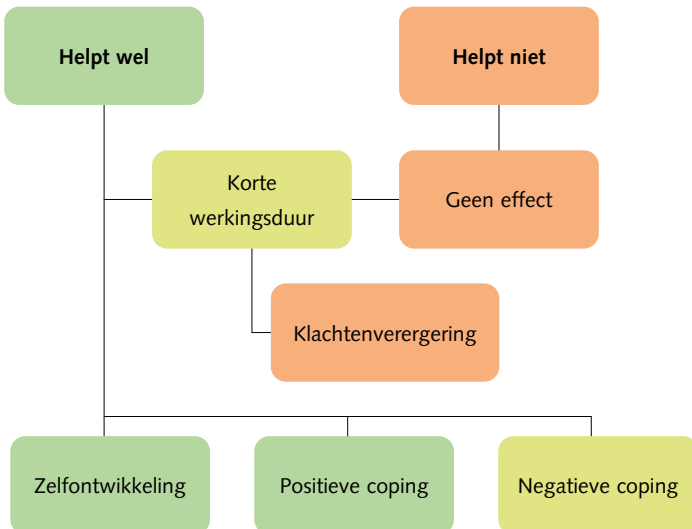 Helpt wel
Helpt niet
Korte
werkingsduur
Geen effect
Klachtenverergering
Zelfontwikkeling
Positieve coping
Negatieve coping